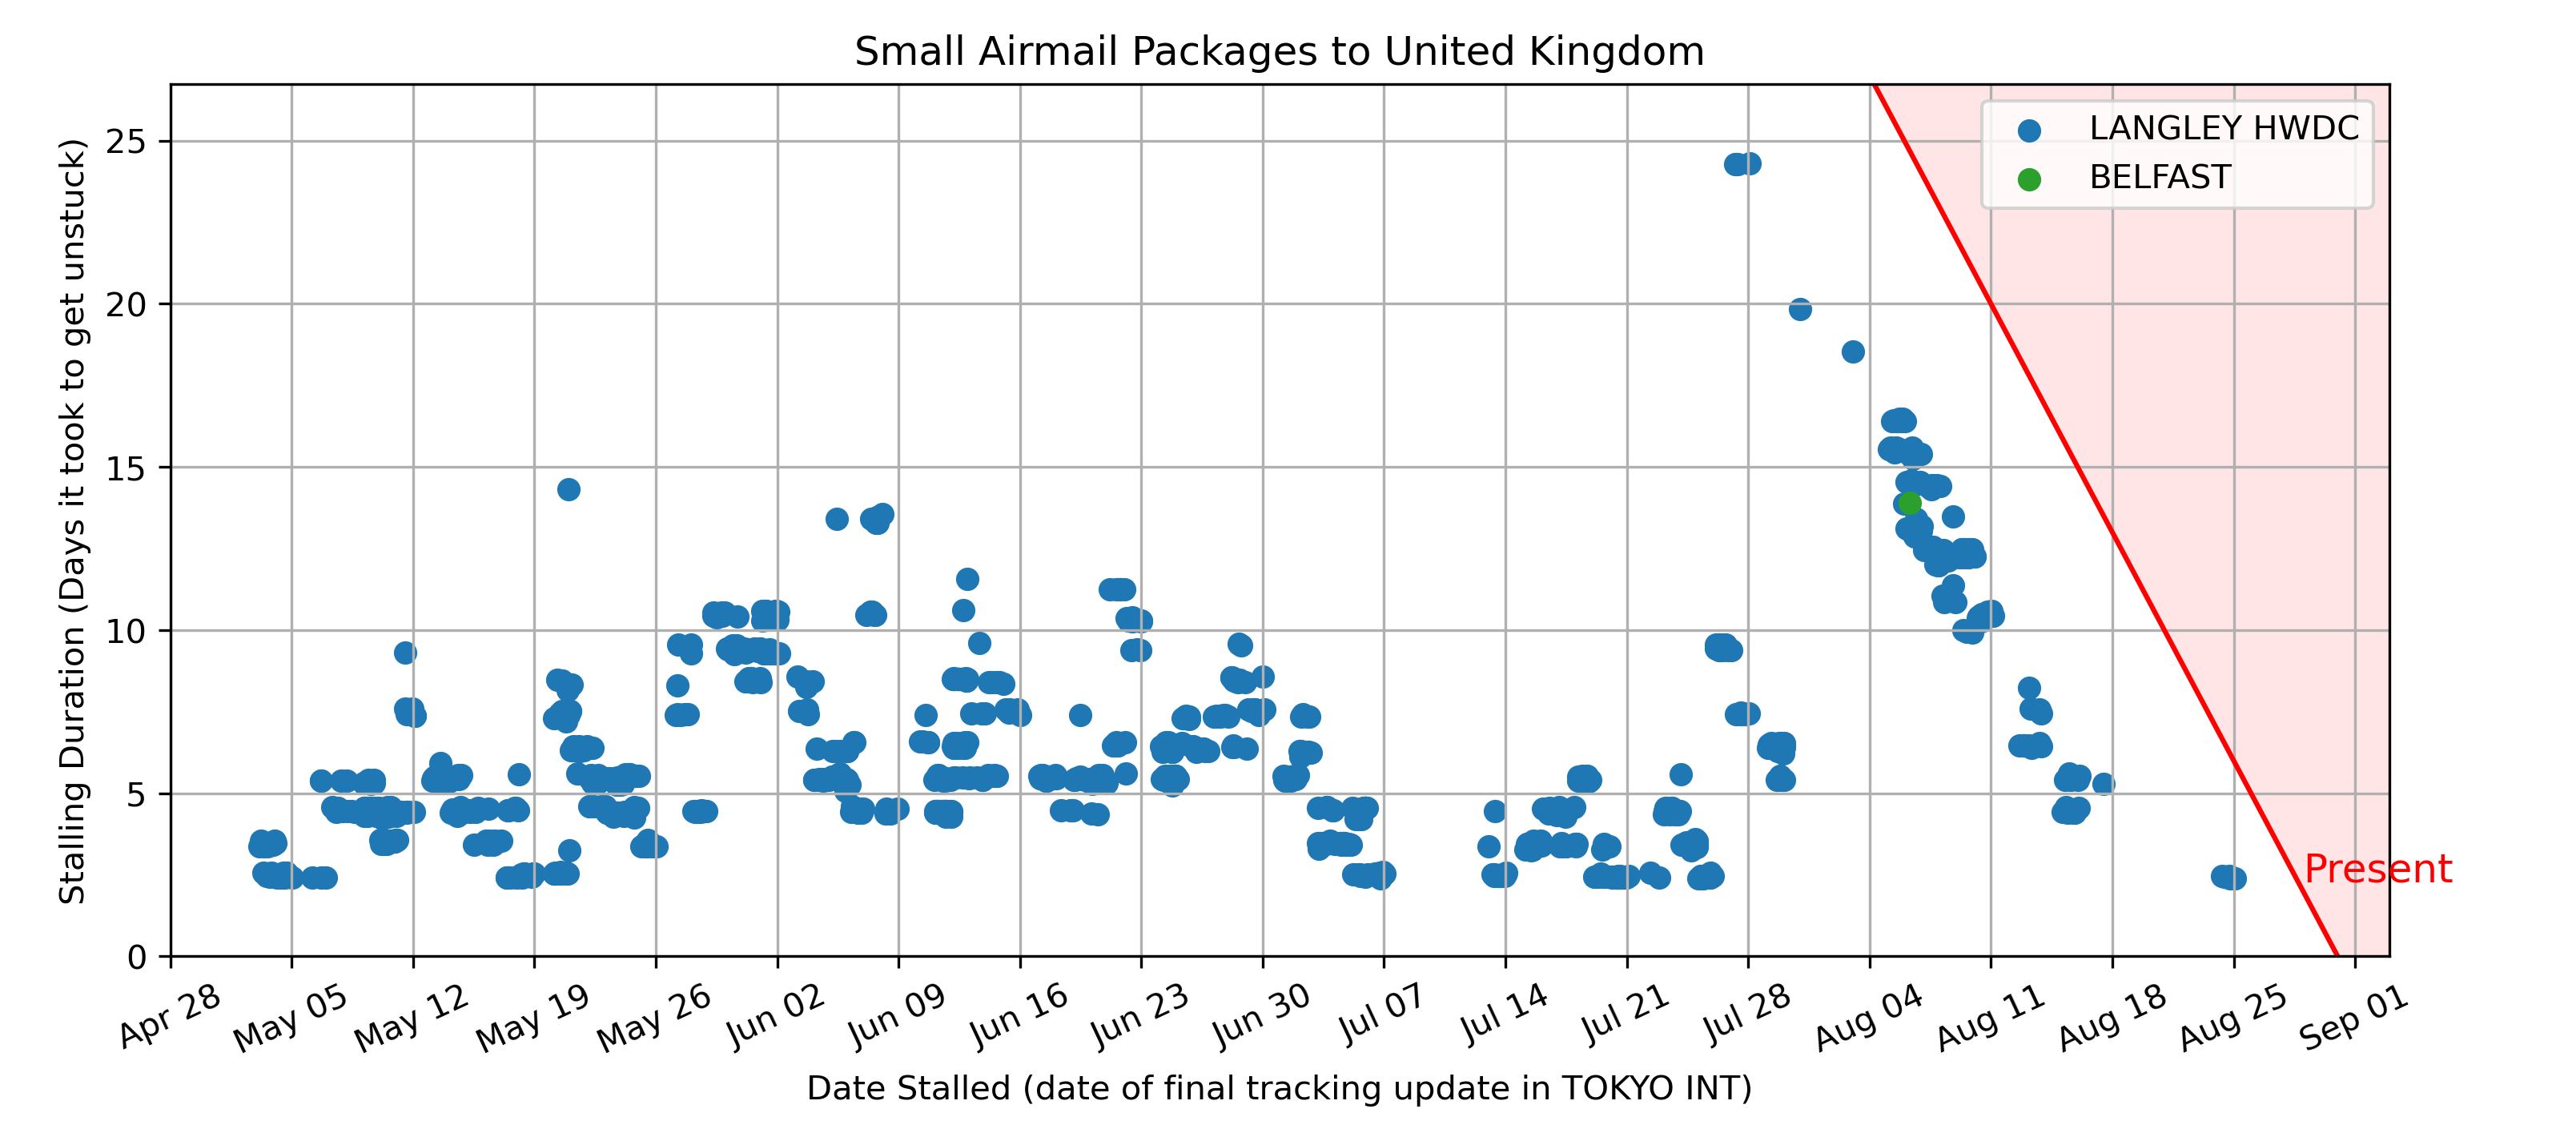 Small Airmail Packages to United Kingdom
LANGLEY HWDC
BELFAST
25
20
15
10
5
0
Stalling Duration (Days it took to get unstuck)
Present
Apr 28
May 05
May 12
May 19
May 26
Jun 02
Jun 09
Jun 16
Jun 23
Jun 30
Jul 07
Jul 14
Jul 21
Jul 28
Aug 04
Aug 11
Aug 18
Aug 25
Sep 01
Date Stalled (date of final tracking update in TOKYO INT)